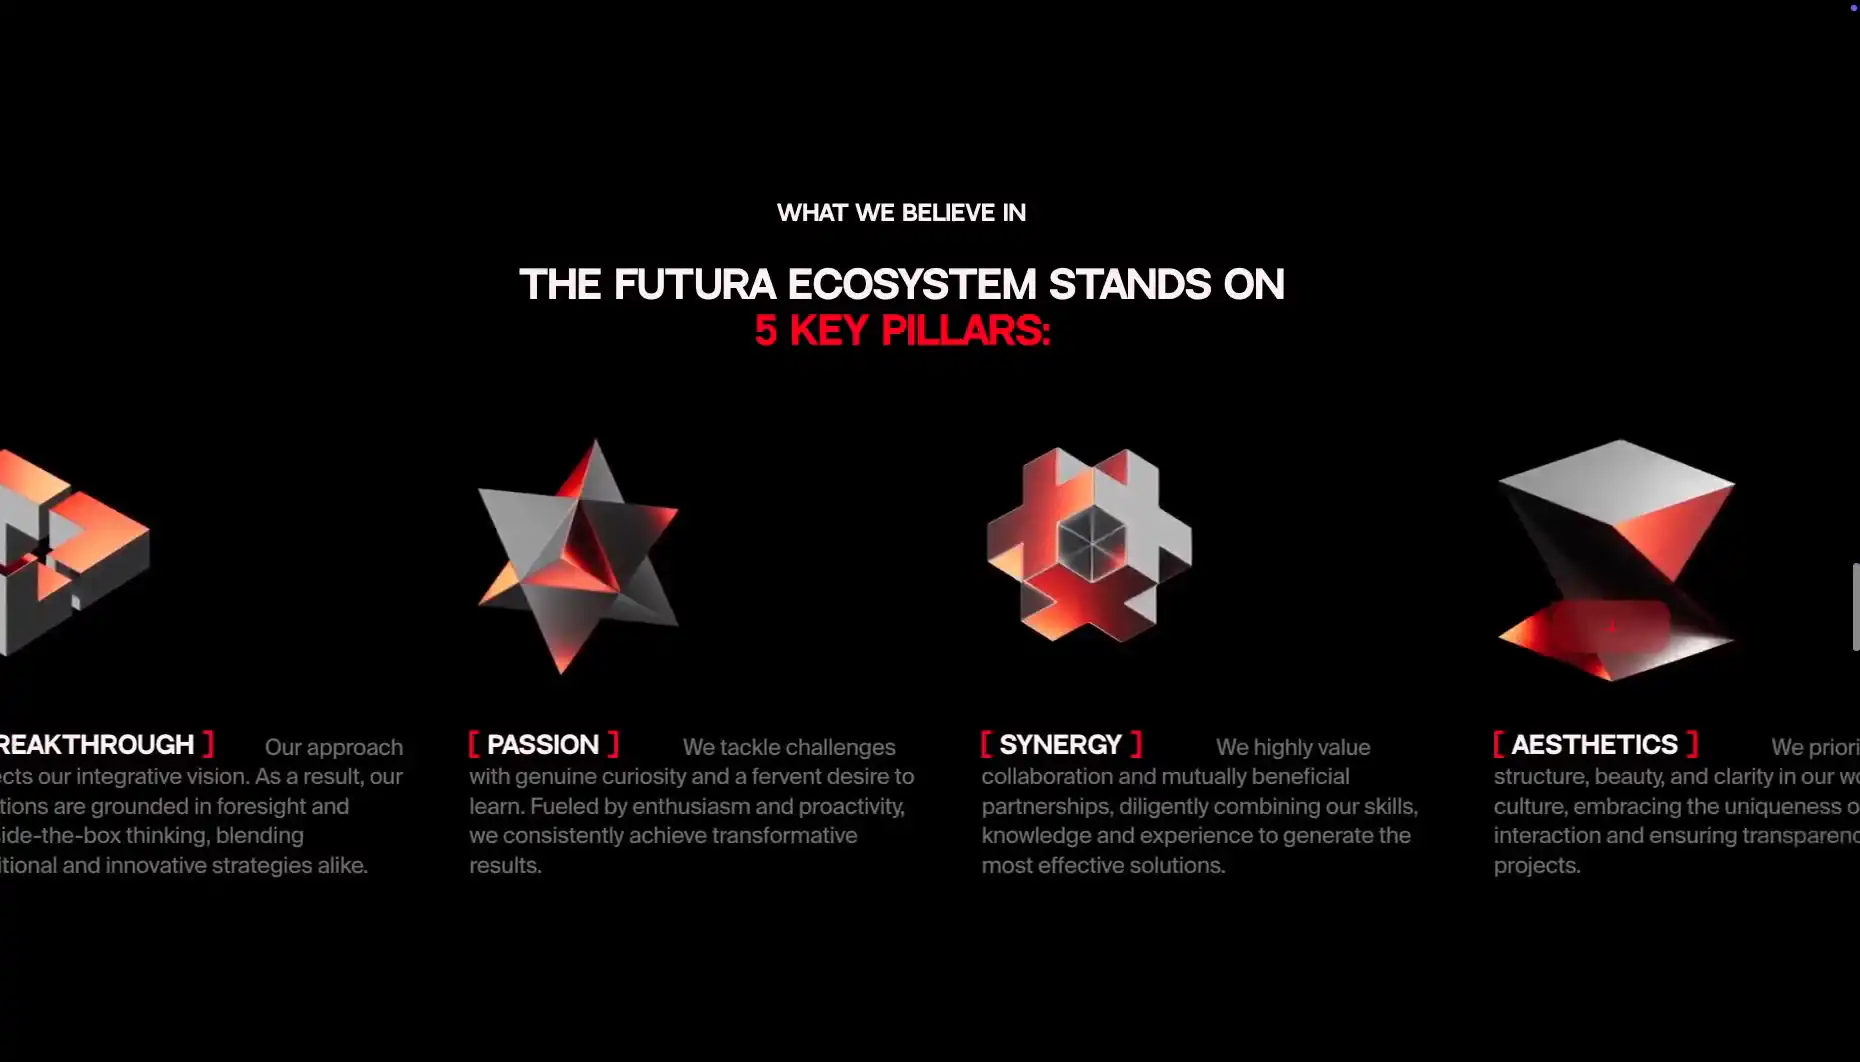 WHAT WE BELIEVE IN
THE FUTURA ECOSYSTEM STANDS ON
5 KEY PILLARS:
REAKTHROUGH ] Our approach
ects our integrative vision. As a result, our
tions are grounded in foresight and
side-the-box thinking, blending
itional and innovative strategies alike.
[ PASSION ] We tackle challenges
with genuine curiosity and a fervent desire to
learn. Fueled by enthusiasm and proactivity,
we consistently achieve transformative
results.
[ SYNERGY ] We highly value
collaboration and mutually beneficial
partnerships, diligently combining our skills,
knowledge and experience to generate the
most effective solutions.
[ AESTHETICS ] We priori
structure, beauty, and clarity in our wo
culture, embracing the uniqueness o
interaction and ensuring transparenc
projects.